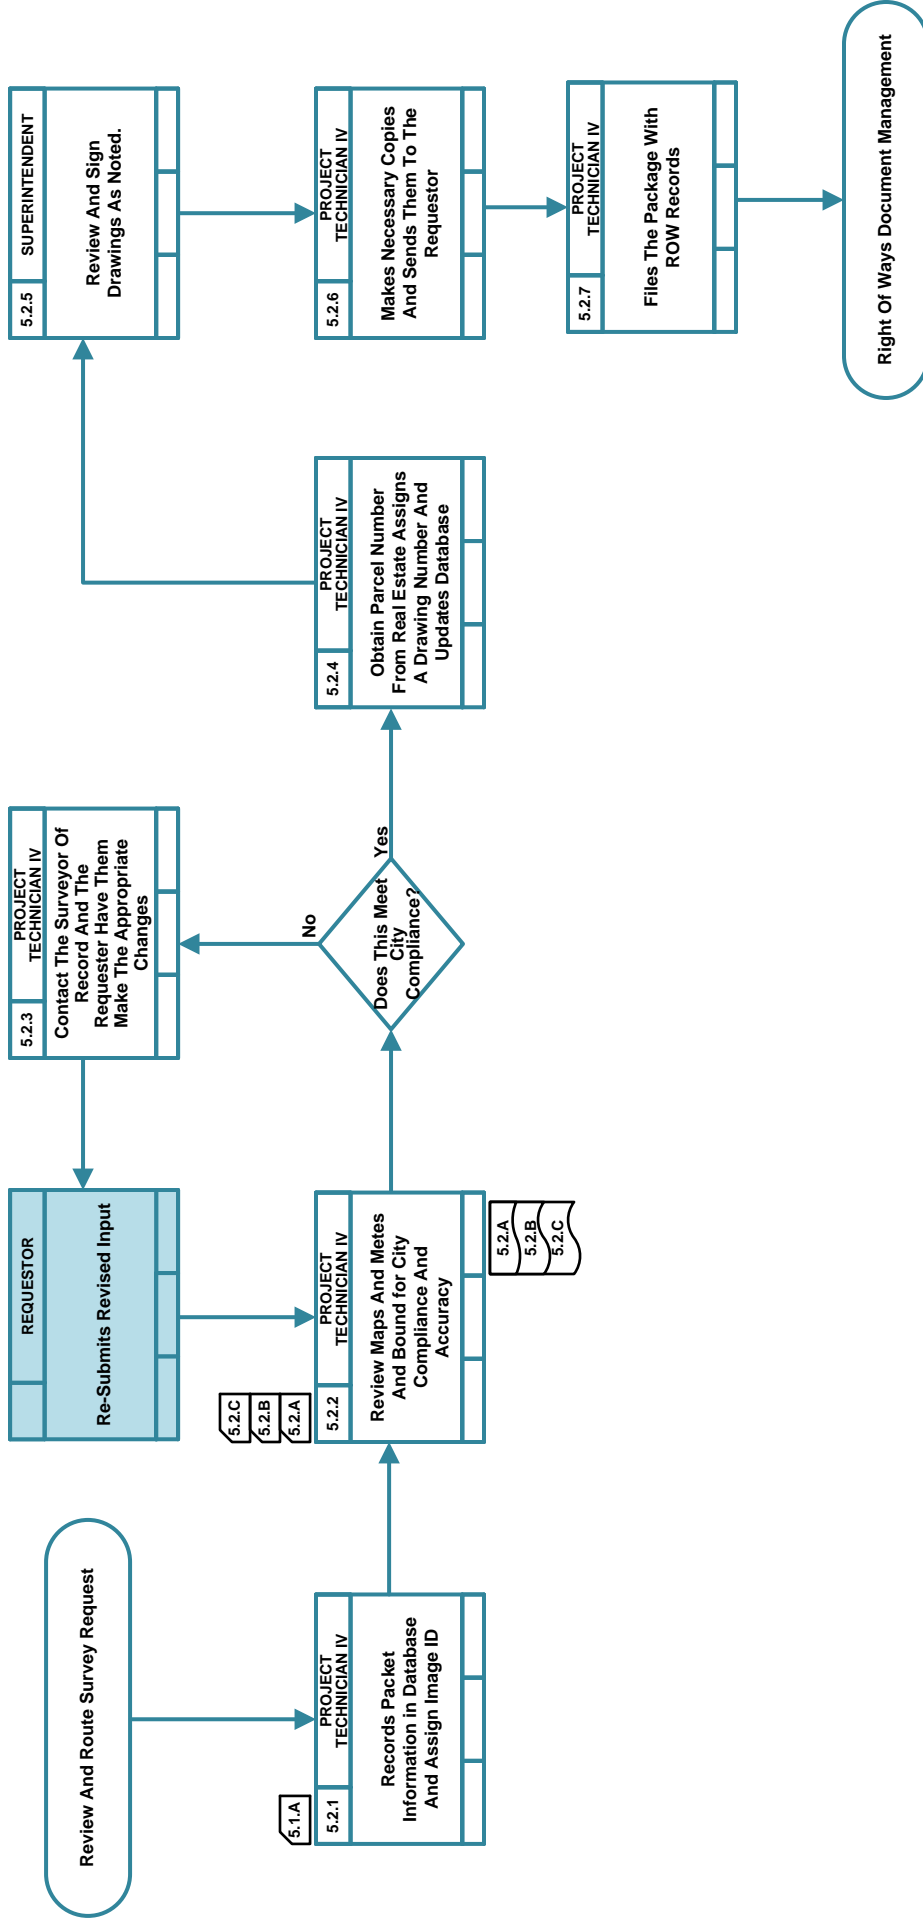 Review And Route Survey Request
5.1.A
5.2.1
PROJECT
TECHNICIAN IV
Records Packet
Information in Database
And Assign Image ID
REQUESTOR
Re-Submits Revised Input
5.2.C
5.2.B
5.2.A
5.2.2
PROJECT
TECHNICIAN IV
Review Maps And Metes
And Bound for City
Compliance And
Accuracy
5.2.A
5.2.B
5.2.C
5.2.3
PROJECT
TECHNICIAN IV
Contact The Surveyor Of
Record And The
Requester Have Them
Make The Appropriate
Changes
No
Does This Meet
City
Compliance?
Yes
5.2.4
PROJECT
TECHNICIAN IV
Obtain Parcel Number
From Real Estate Assigns
A Drawing Number And
Updates Database
5.2.5
SUPERINTENDENT
Review And Sign
Drawings As Noted.
5.2.6
PROJECT
TECHNICIAN IV
Makes Necessary Copies
And Sends Them To The
Requestor
5.2.7
PROJECT
TECHNICIAN IV
Files The Package With
ROW Records
Right Of Ways Document Management